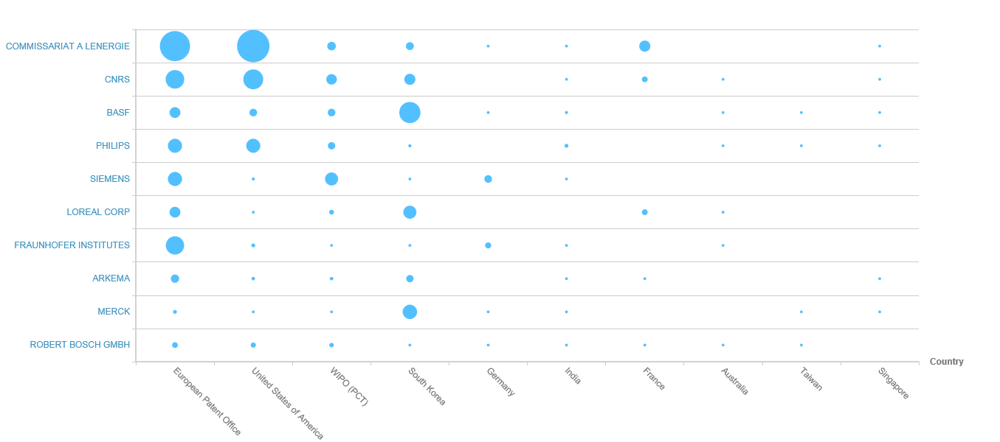 COMMISSARIAT A LENERGIE
CNRS
BASF
PHILIPS
SIEMENS
LOREAL CORP
FRAUNHOFER INSTITUTES
ARKEMA
MERCK
ROBERT BOSCH GMBH
European Patent Office
United States of America
WIPO (PCT)
South Korea
Germany
India
France
Australia
Taiwan
Singapore
Country